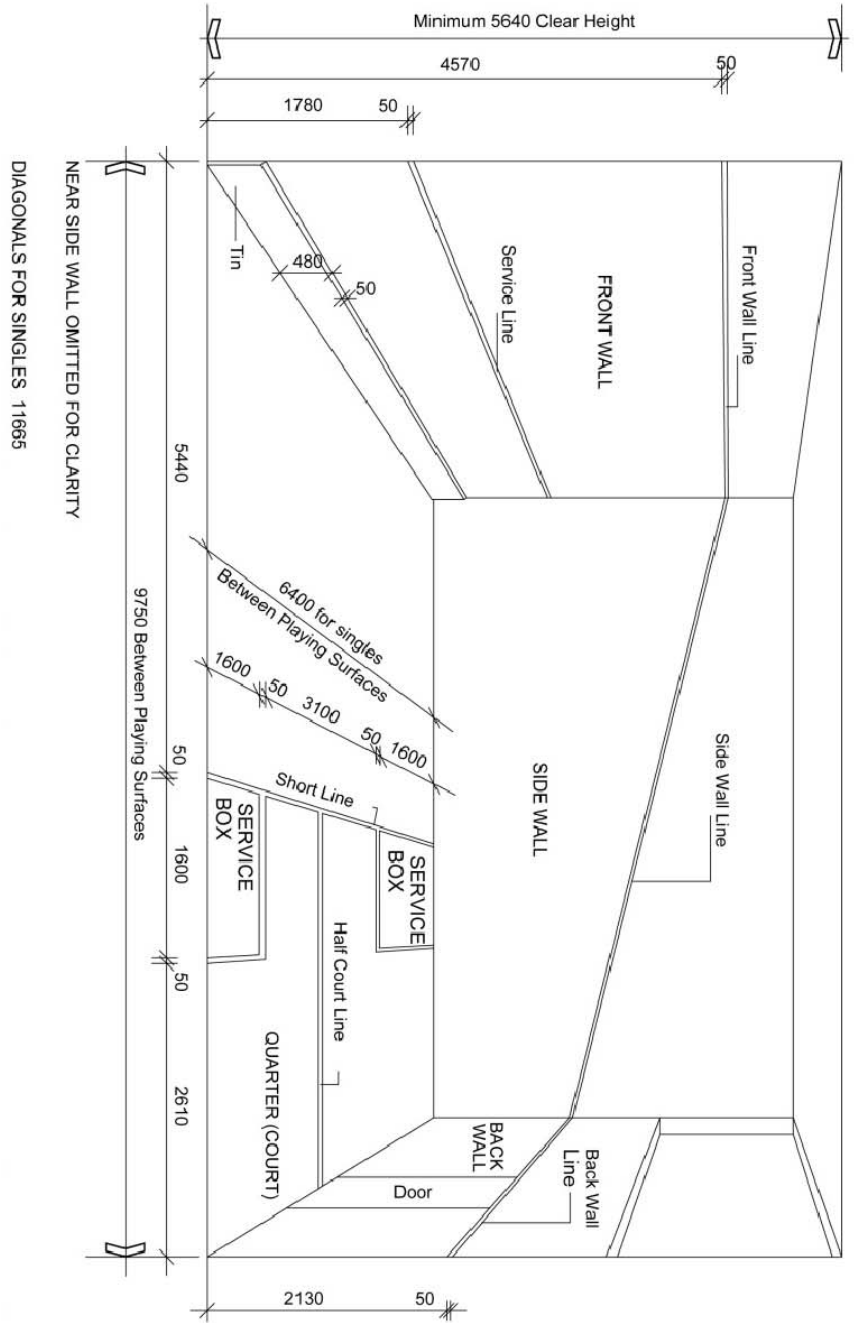 Minimum 5640 Clear Height
4570
50
1780
50
Front Wall Line
FRONT WALL
Service Line
Tin
480
50
5440
6400 for singles
Between Playing Surfaces
1600
50
3100
50
1600
Side Wall Line
SIDE WALL
Short Line
50
SERVICE
BOX
SERVICE
BOX
1600
Half Court Line
50
QUARTER (COURT)
2610
BACK
WALL
Back Wall
Line
Door
2130
50
9750 Between Playing Surfaces
NEAR SIDE WALL OMITTED FOR CLARITY
DIAGONALS FOR SINGLES 11665